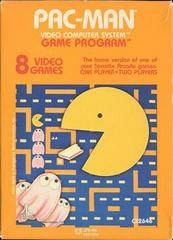 PAC-MAN
VIDEO COMPUTER SYSTEM™
GAME PROGRAM™
8 VIDEO
GAMES
The home version of one of
your favorite Arcade games.
ONE PLAYER • TWO PLAYERS
CX2646